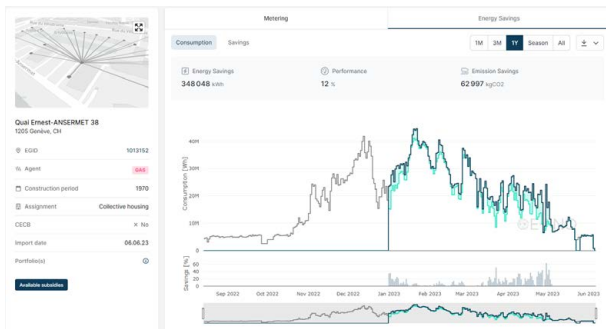 Metering
Energy Savings
Consumption
Savings
1M
3M
1Y
Season
All
Energy Savings
348 048 kWh
Performance
12 %
Emission Savings
62 997 kgCO2
Quai Ernest-ANSERMET 38
1205 Genève, CH
EGID
1013192
Agent
GAS
Construction period
1970
Assignment
Collective housing
CECB
× No
Import date
06.06.23
Portfolio(s)
Available subsidies
Consumption [Wh]
40M
30M
20M
10M
0
Savings [%]
60
40
20
0
Sep 2022
Oct 2022
Nov 2022
Dec 2022
Jan 2023
Feb 2023
Mar 2023
Apr 2023
May 2023
Jun 2023